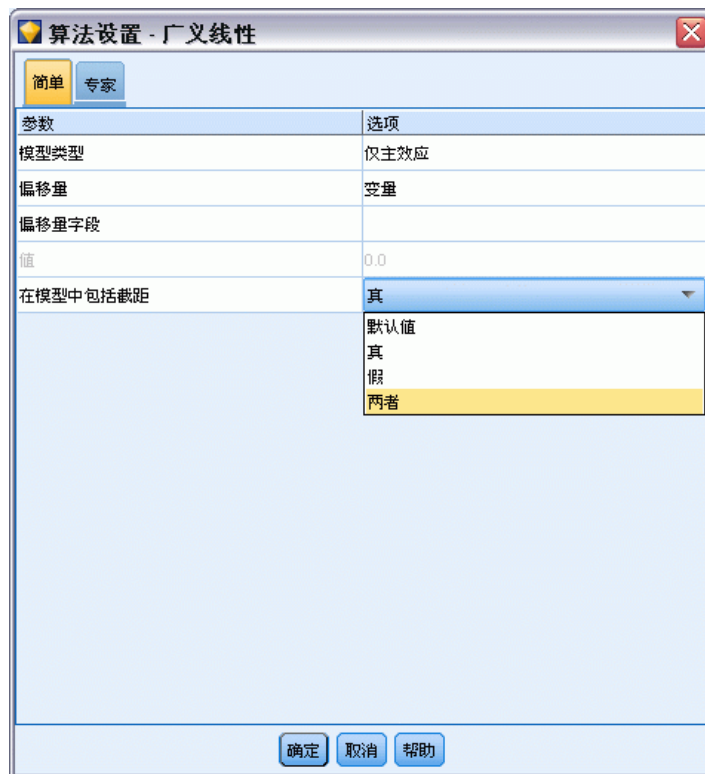 算法设置 - 广义线性
简单 专家
参数 选项
模型类型 仅主效应
偏移量 变量
偏移量字段
值 0.0
在模型中包括截距 真
默认值
真
假
两者
确定 取消 帮助